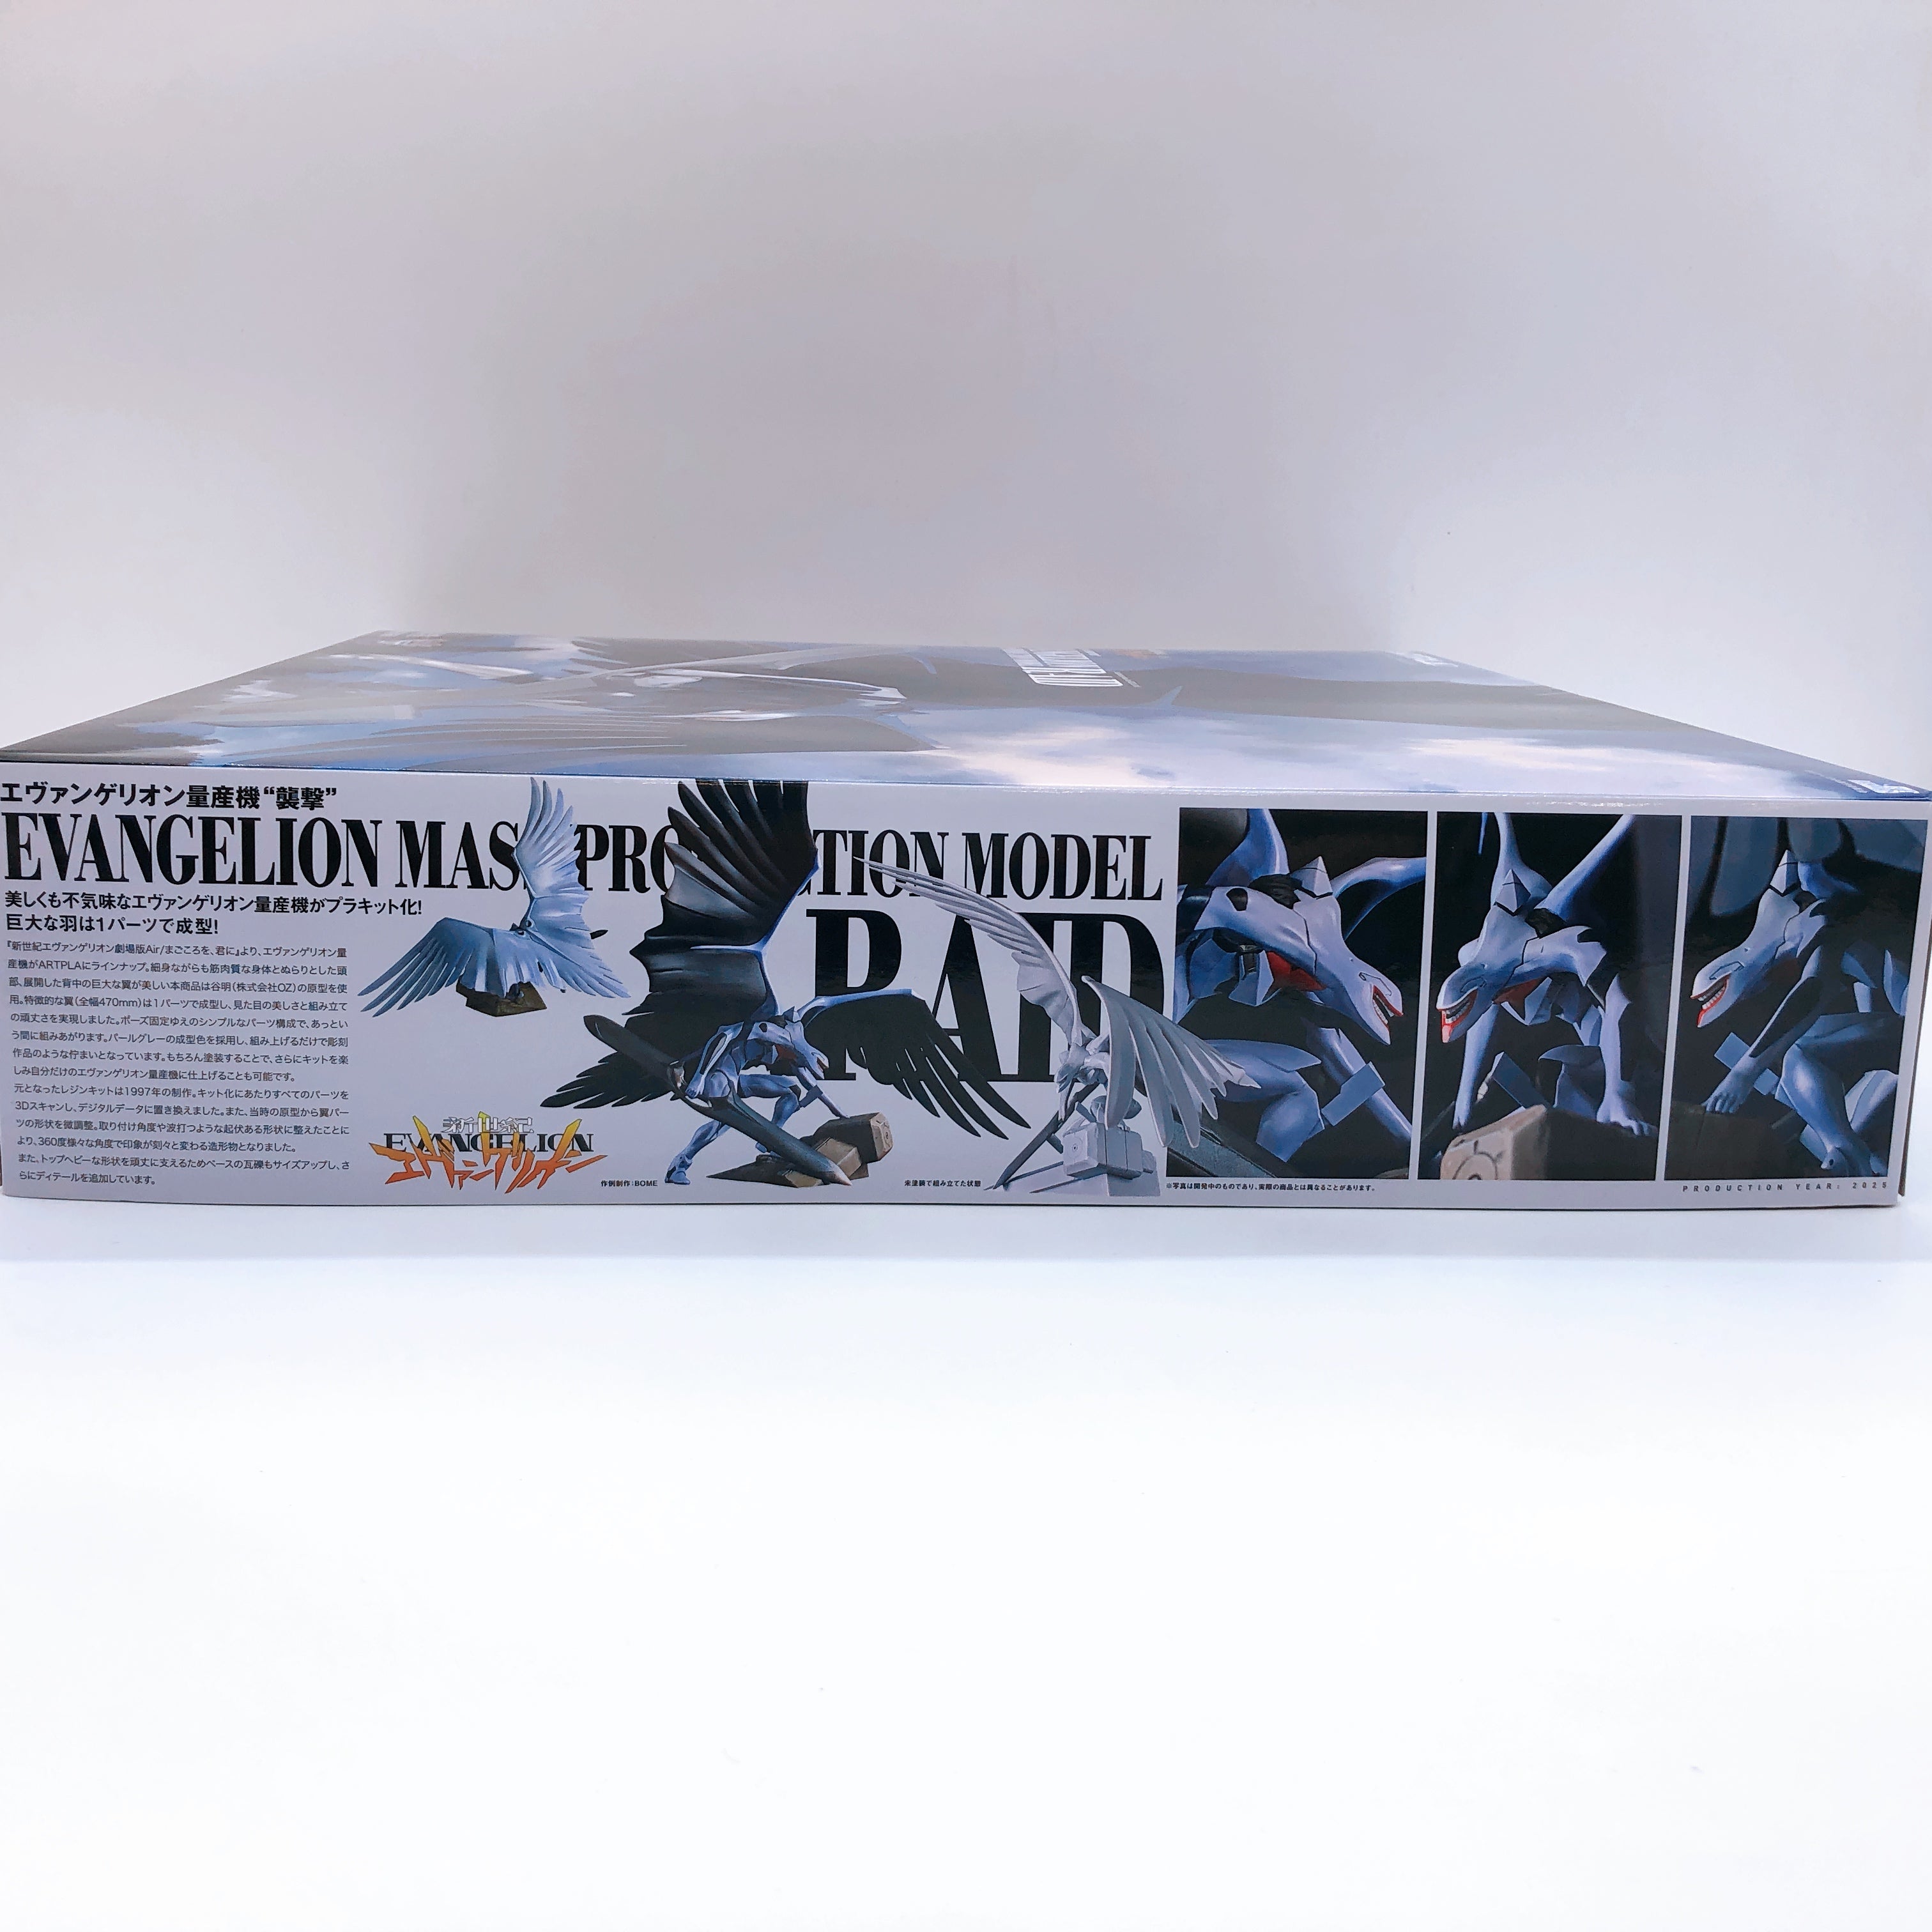 エヴァンゲリオン量産機“襲撃”
EVANGELION MASS PRODUCTION MODEL
RAID
美しくも不気味なエヴァンゲリオン量産機がプラキット化!
巨大な羽は1パーツで成型!
『新世紀エヴァンゲリオン劇場版Air/まごころを、君に』より、エヴァンゲリオン量
産機がARTPLAにラインナップ。細身ながらも筋肉質な身体とぬらりとした頭
部、展開した背中の巨大な翼が美しい本商品は谷明(株式会社OZ)の原型を使
用。特徴的な翼(全幅470mm)は1パーツで成型し、見た目の美しさと組み立て
の頑丈さを実現しました。ポーズ固定ゆえのシンプルなパーツ構成で、あっとい
う間に組みあがります。パールグレーの成型色を採用し、組み上げるだけで彫刻
作品のような佇まいとなっています。もちろん塗装することで、さらにキットを楽
しみ自分だけのエヴァンゲリオン量産機に仕上げることも可能です。
元となったレジンキットは1997年の制作。キット化にあたりすべてのパーツを
3Dスキャンし、デジタルデータに置き換えました。また、当時の原型から翼パー
ツの形状を微調整。取り付け角度や波打つような起伏ある形状に整えたことに
より、360度様々な角度で印象が刻々と変わる造形物となりました。
また、トップヘビーな形状を頑丈に支えるためベースの瓦礫もサイズアップし、さ
らにディテールを追加しています。
新世紀
EVANGELION
エヴァンゲリオン
作例制作:BOME
未塗装で組み立てた状態
※写真は開発中のものであり、実際の商品とは異なることがあります。
PRODUCTION YEAR: 2025